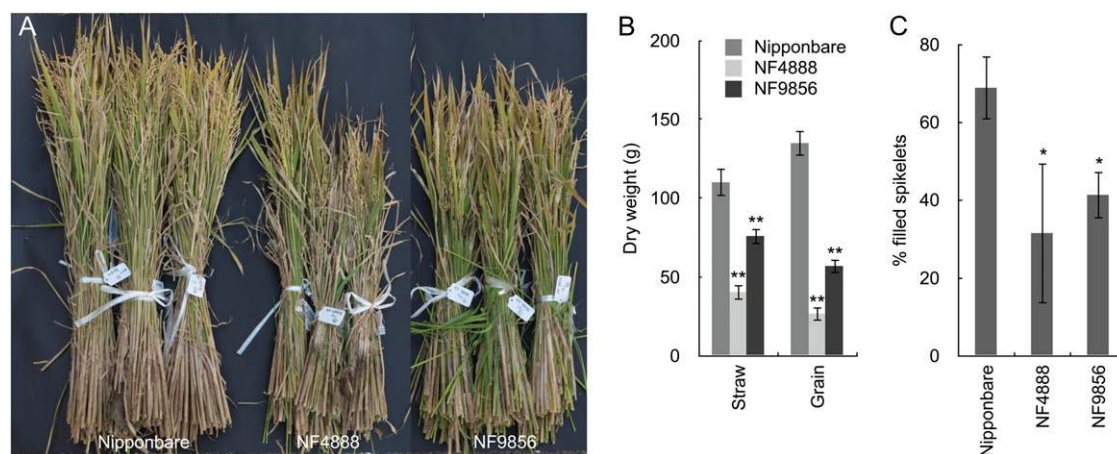 A
Nipponbare
NF4888
NF9856
B
200
150
100
50
0
Dry weight (g)
Nipponbare
NF4888
NF9856
**
**
**
**
Straw
Grain
C
80
60
40
20
0
% filled spikelets
*
*
Nipponbare
NF4888
NF9856